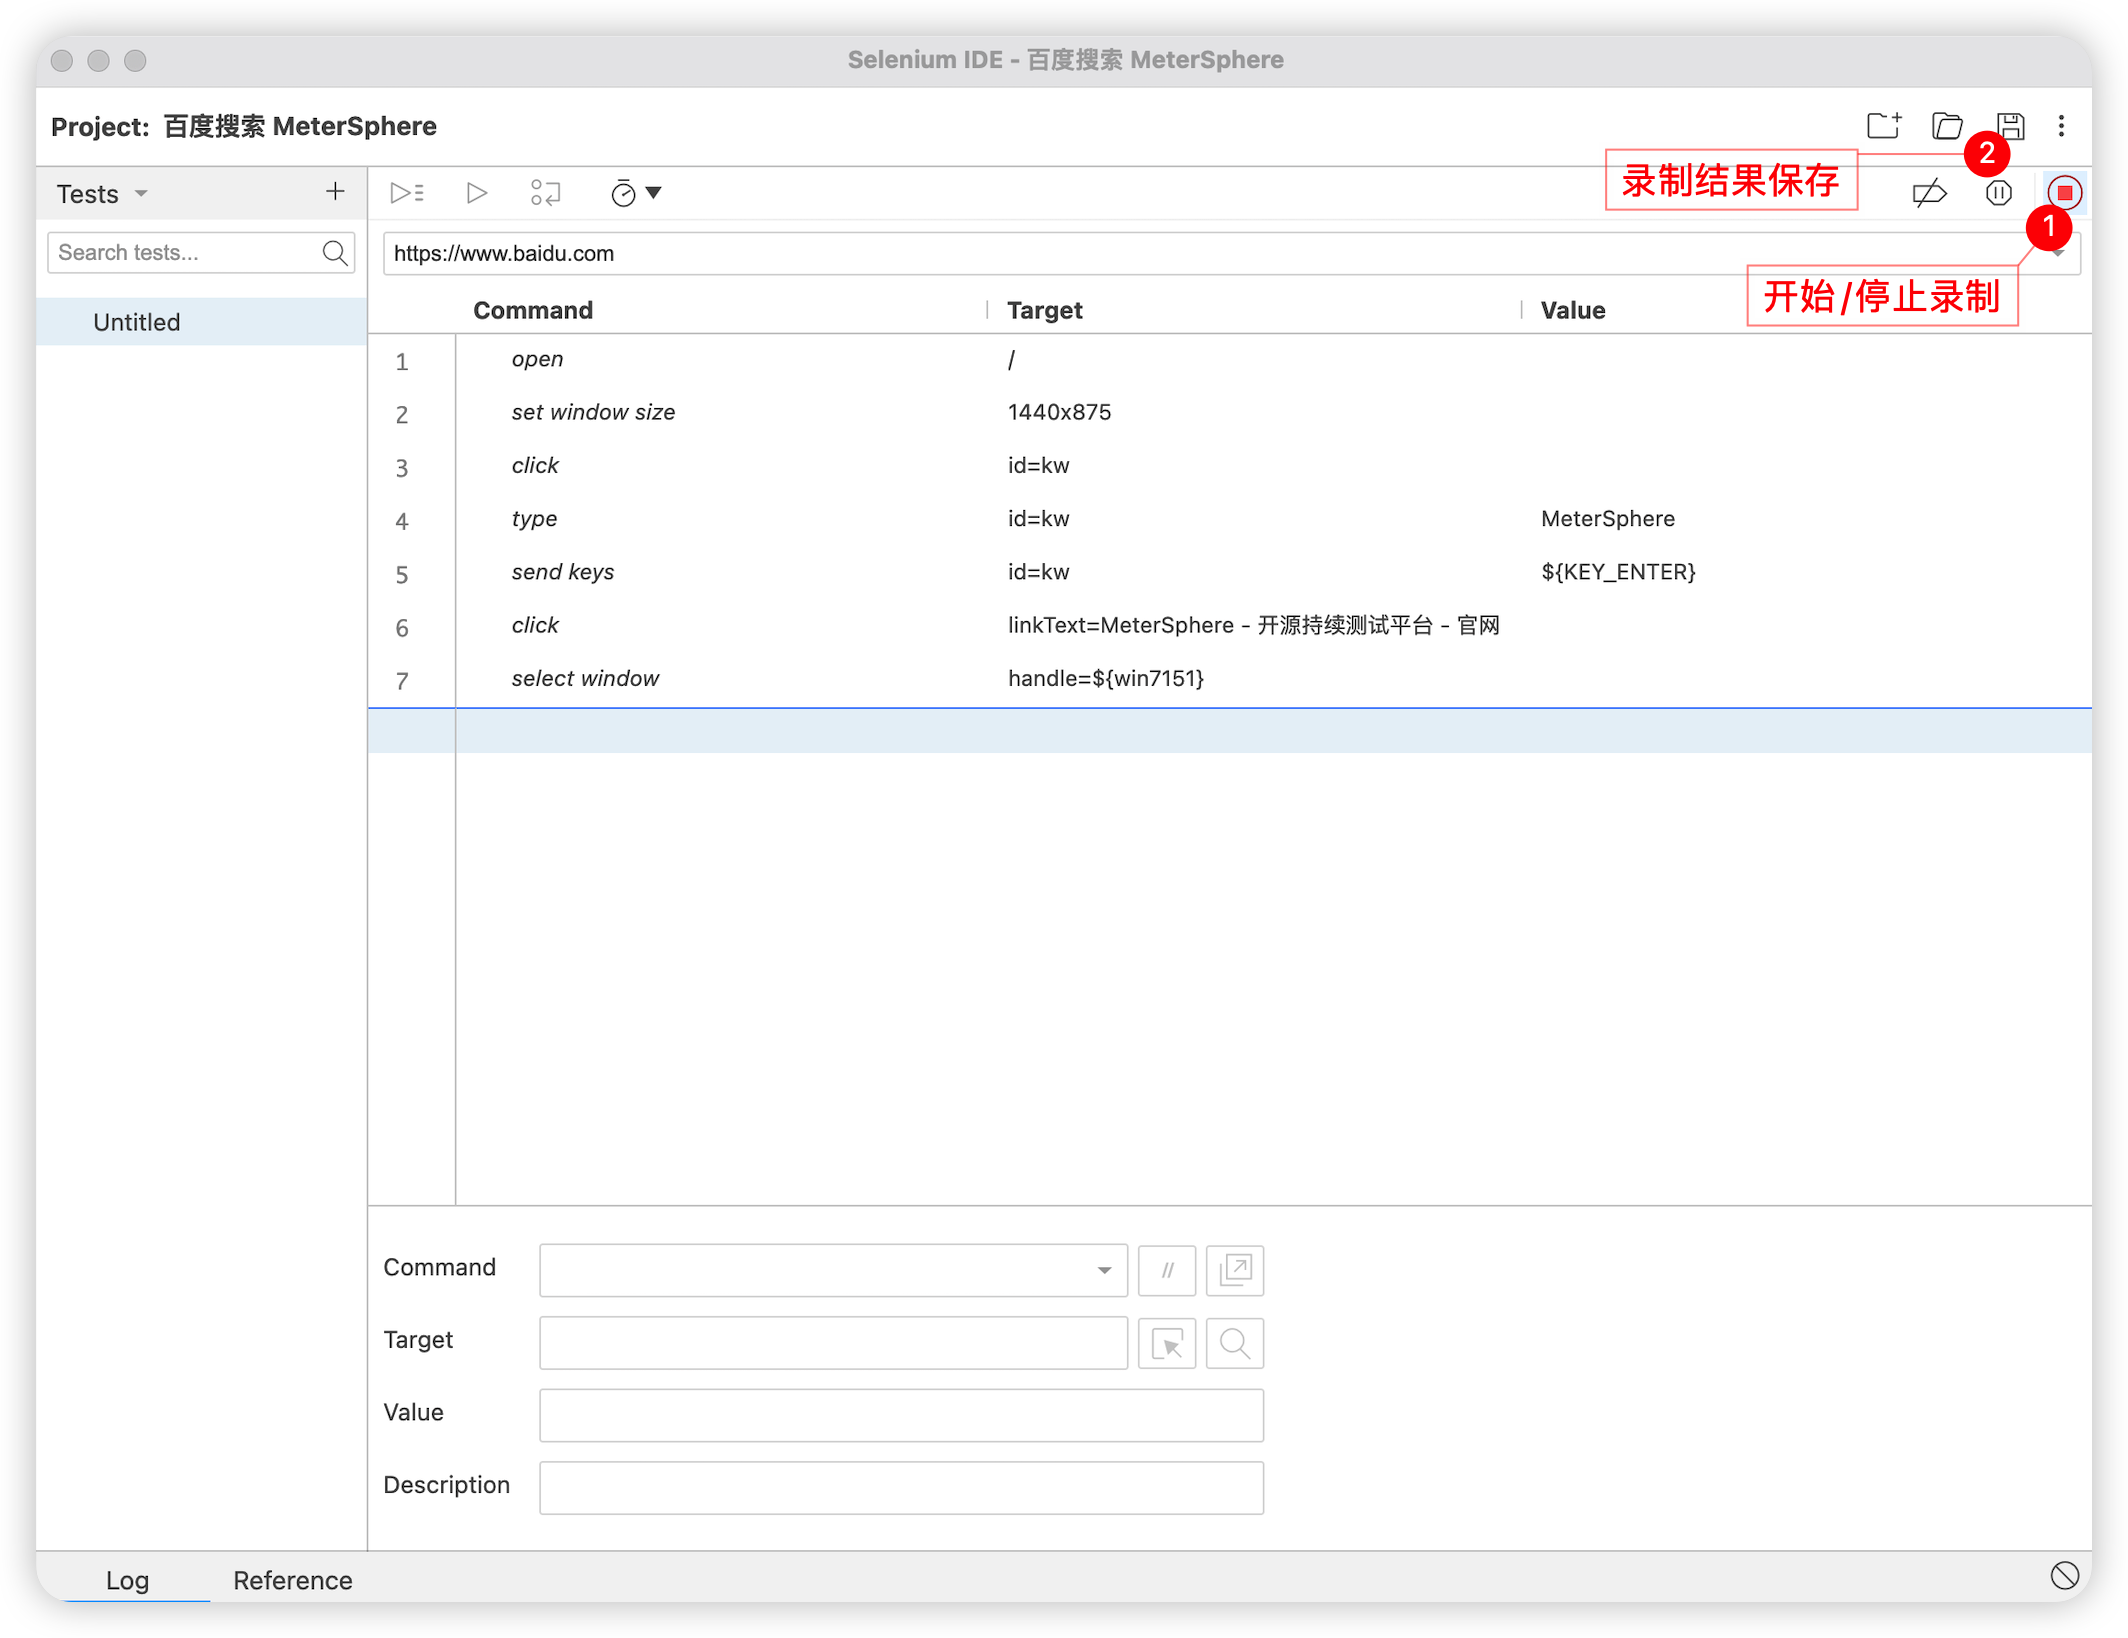 Selenium IDE - 百度搜索 MeterSphere
Project: 百度搜索 MeterSphere
2
录制结果保存
Tests
1
Search tests...
https://www.baidu.com
开始/停止录制
Untitled
Command Target Value
1 open /
2 set window size 1440x875
3 click id=kw
4 type id=kw MeterSphere
5 send keys id=kw ${KEY_ENTER}
6 click linkText=MeterSphere - 开源持续测试平台 - 官网
7 select window handle=${win7151}
Command //
Target
Value
Description
Log Reference